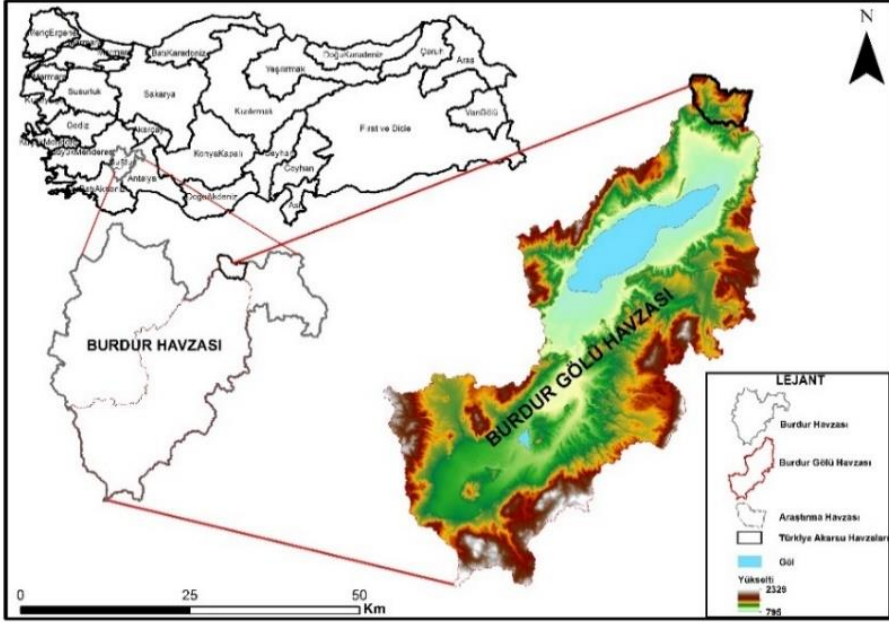 N
BatıKaradeniz
DoğuKaradeniz
Çoruh
Aras
Yeşilırmak
Susurluk
Sakarya
Kızılırmak
VanGölü
Gediz
Akarçay
Fırat ve Dicle
KonyaKapalı
Seyhan
Ceyhan
Antalya
DoğuAkdeniz
Asi
BURDUR HAVZASI
BURDUR GÖLÜ HAVZASI
LEJANT
Burdur Havzası
Burdur Gölü Havzası
Araştırma Havzası
Türkiye Akarsu Havzaları
Göl
Yükselti
2329
795
0 25 50
Km